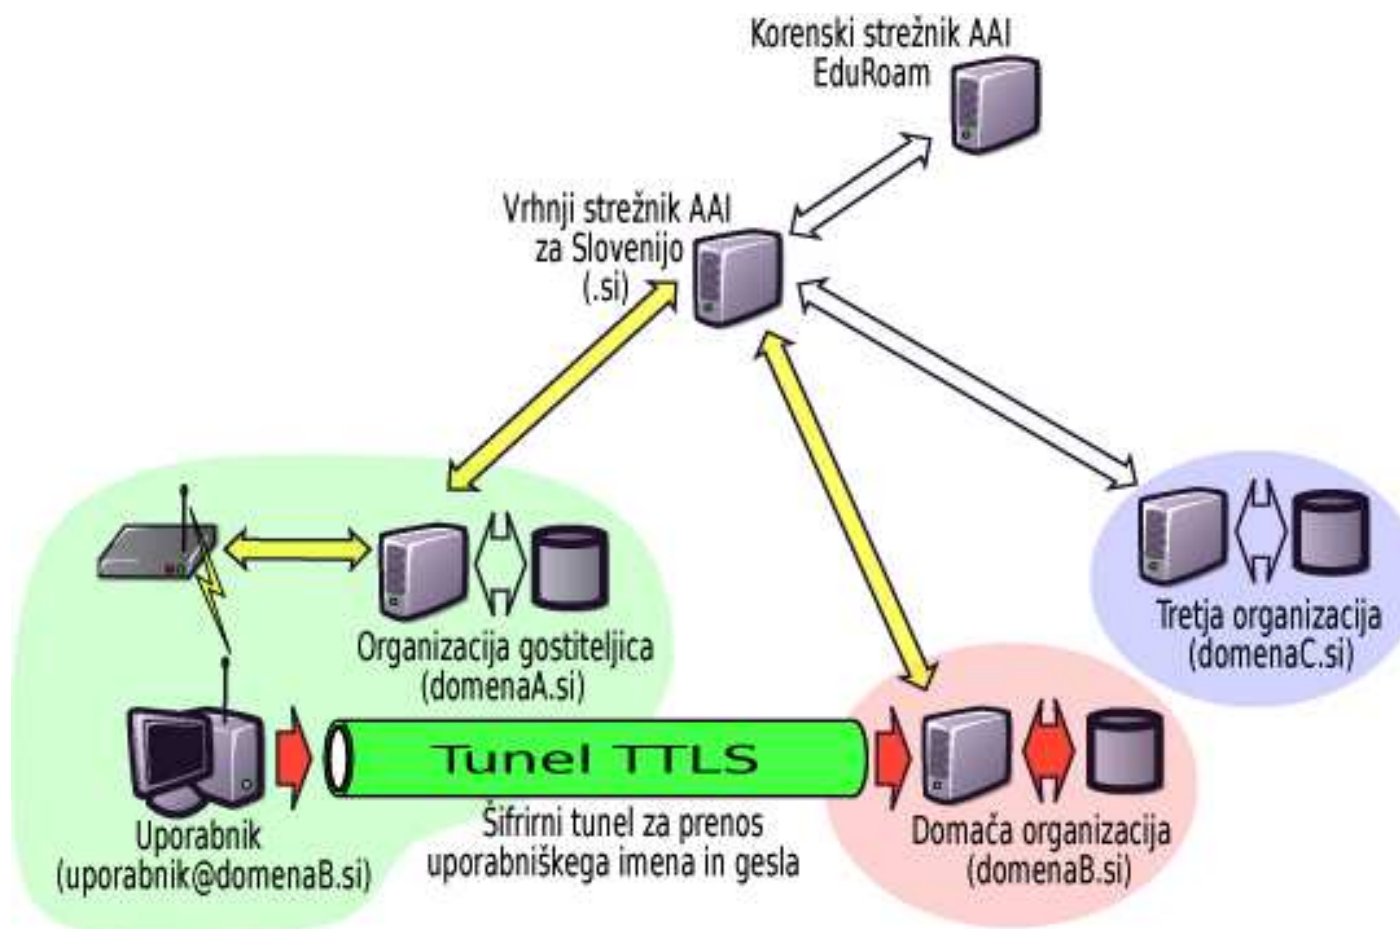 Korenski strežnik AAI
EduRoam
Vrhnji strežnik AAI
za Slovenijo
(.si)
Organizacija gostiteljica
(domenaA.si)
Tretja organizacija
(domenaC.si)
Tunel TTLS
Šifrirni tunel za prenos
uporabniškega imena in gesla
Uporabnik
(uporabnik@domenaB.si)
Domača organizacija
(domenaB.si)